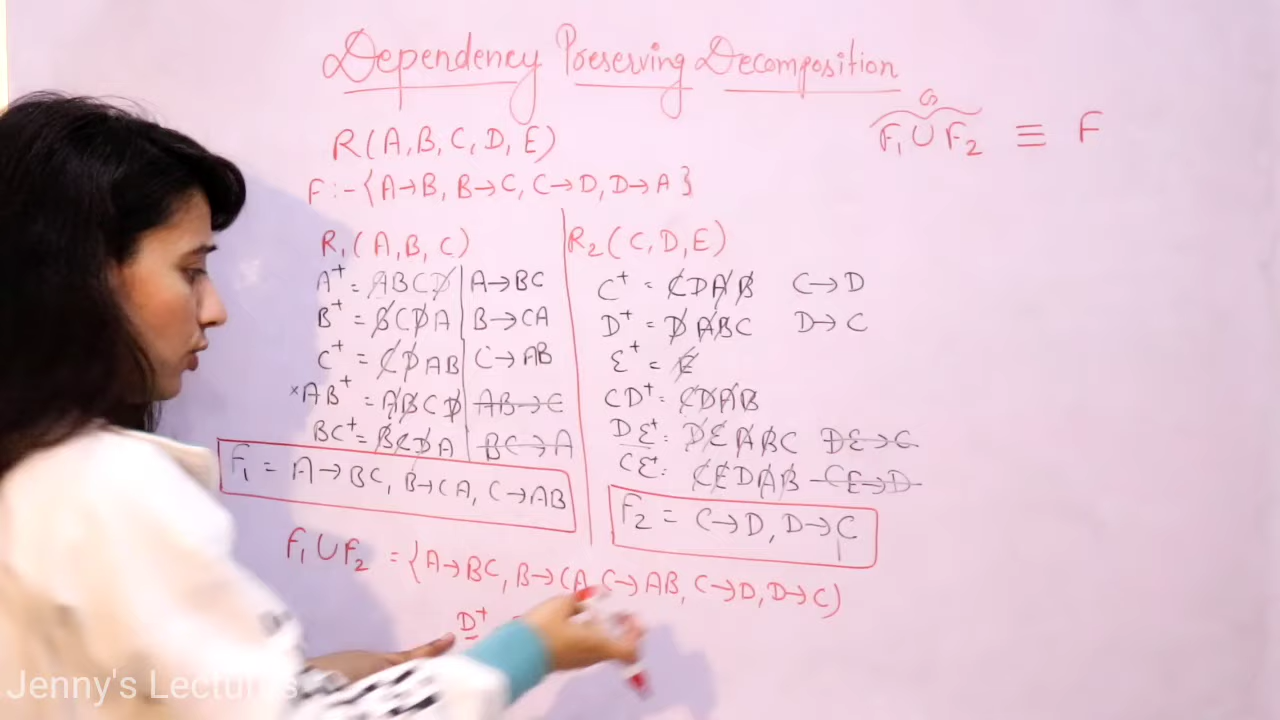 Dependency Preserving Decomposition
G
F₁ ∪ F₂ ≡ F
R(A,B,C,D,E)
F:-{A→B, B→C, C→D, D→A}
R₁(A,B,C)
A⁺ = ABCD | A→BC
B⁺ = BCDA | B→CA
C⁺ = CDAB | C→AB
*AB⁺ = ABCD | AB→C
BC⁺ = BCDA | BC→A
F₁ = A→BC, B→CA, C→AB
R₂(C,D,E)
C⁺ = CDAB C→D
D⁺ = DABC D→C
E⁺ = E
CD⁺ = CDAB
DE⁺ = DEABC DE→C
CE⁺ = CEDAB CE→D
F₂ = C→D, D→C
F₁∪F₂ = {A→BC, B→CA, C→AB, C→D, D→C)
D⁺
Jenny's Lectures